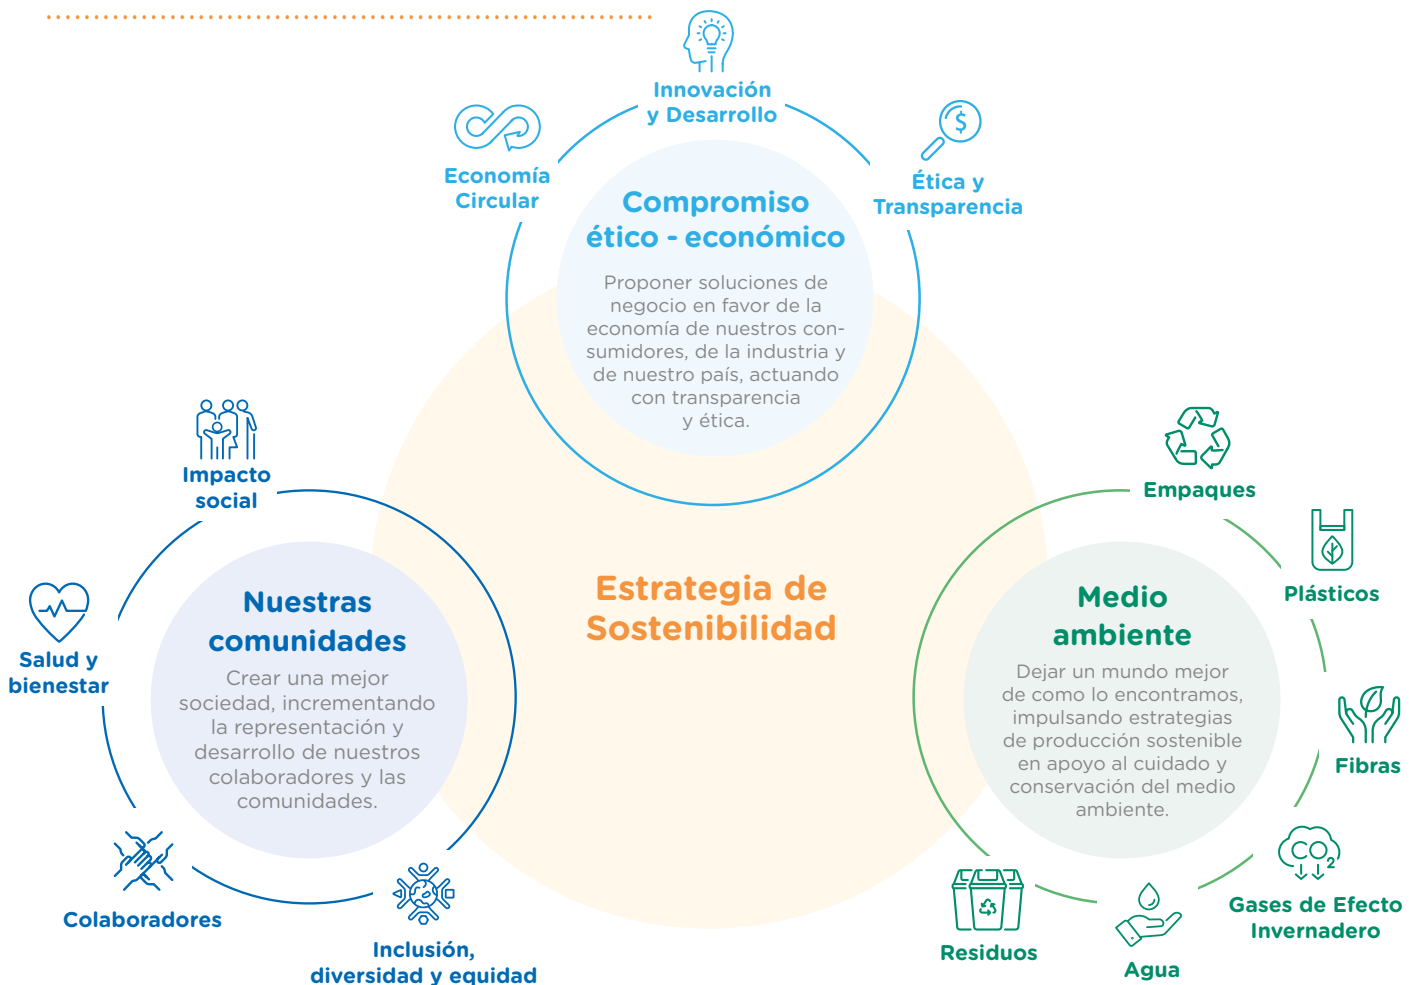 Innovación
y Desarrollo
Economía
Circular
$
Ética y
Transparencia
Compromiso
ético - económico
Proponer soluciones de
negocio en favor de la
economía de nuestros con-
sumidores, de la industria y
de nuestro país, actuando
con transparencia
y ética.
Estrategia de
Sostenibilidad
Impacto
social
Salud y
bienestar
Nuestras
comunidades
Crear una mejor
sociedad, incrementando
la representación y
desarrollo de nuestros
colaboradores y las
comunidades.
Colaboradores
Inclusión,
diversidad y equidad
Empaques
Plásticos
Medio
ambiente
Dejar un mundo mejor
de como lo encontramos,
impulsando estrategias
de producción sostenible
en apoyo al cuidado y
conservación del medio
ambiente.
Fibras
CO2
Gases de Efecto
Invernadero
Agua
Residuos